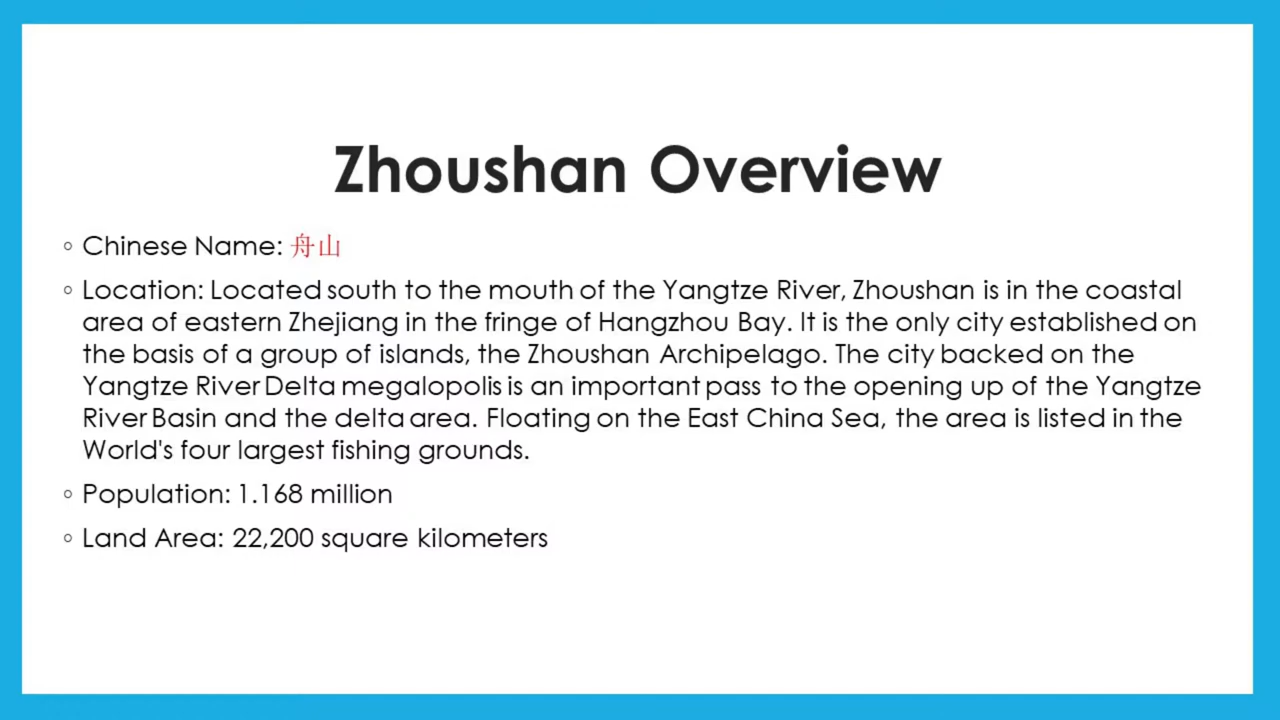 Zhoushan Overview
◦ Chinese Name: 舟山
◦ Location: Located south to the mouth of the Yangtze River, Zhoushan is in the coastal
area of eastern Zhejiang in the fringe of Hangzhou Bay. It is the only city established on
the basis of a group of islands, the Zhoushan Archipelago. The city backed on the
Yangtze River Delta megalopolis is an important pass to the opening up of the Yangtze
River Basin and the delta area. Floating on the East China Sea, the area is listed in the
World's four largest fishing grounds.
◦ Population: 1.168 million
◦ Land Area: 22,200 square kilometers